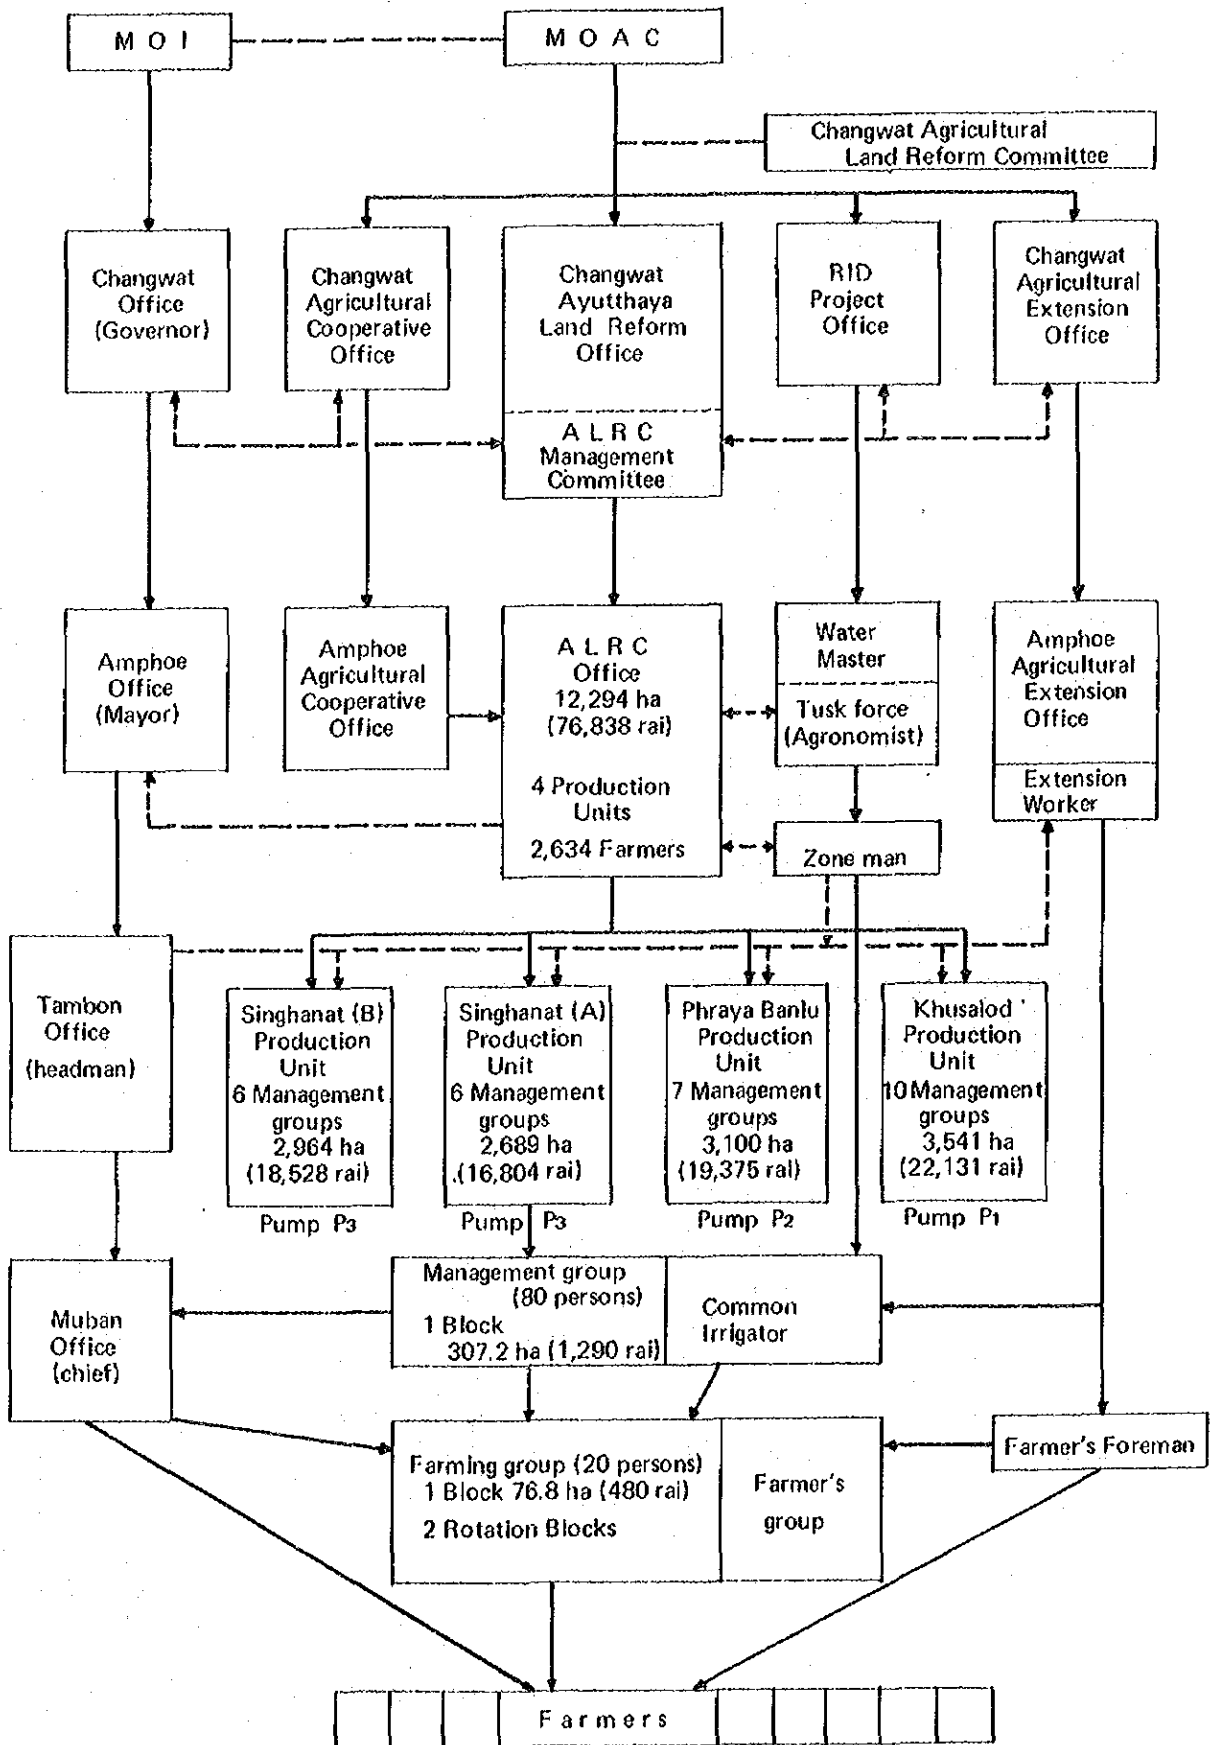 M O I
M O A C
Changwat Agricultural
Land Reform Committee
Changwat
Office
(Governor)
Changwat
Agricultural
Cooperative
Office
Changwat
Ayutthaya
Land Reform
Office
A L R C
Management
Committee
RID
Project
Office
Changwat
Agricultural
Extension
Office
Amphoe
Office
(Mayor)
Amphoe
Agricultural
Cooperative
Office
A L R C
Office
12,294 ha
(76,838 rai)
4 Production
Units
2,634 Farmers
Water
Master
Tusk force
(Agronomist)
Zone man
Amphoe
Agricultural
Extension
Office
Extension
Worker
Tambon
Office
(headman)
Singhanat (B)
Production
Unit
6 Management
groups
2,964 ha
(18,528 rai)
Pump P3
Singhanat (A)
Production
Unit
6 Management
groups
2,689 ha
(16,804 rai)
Pump P3
Phraya Banlu
Production
Unit
7 Management
groups
3,100 ha
(19,375 rai)
Pump P2
Khusalod
Production
Unit
10 Management
groups
3,541 ha
(22,131 rai)
Pump P1
Muban
Office
(chief)
Management group
(80 persons)
1 Block
307.2 ha (1,290 rai)
Common
Irrigator
Farming group (20 persons)
1 Block 76.8 ha (480 rai)
2 Rotation Blocks
Farmer's
group
Farmer's Foreman
Farmers